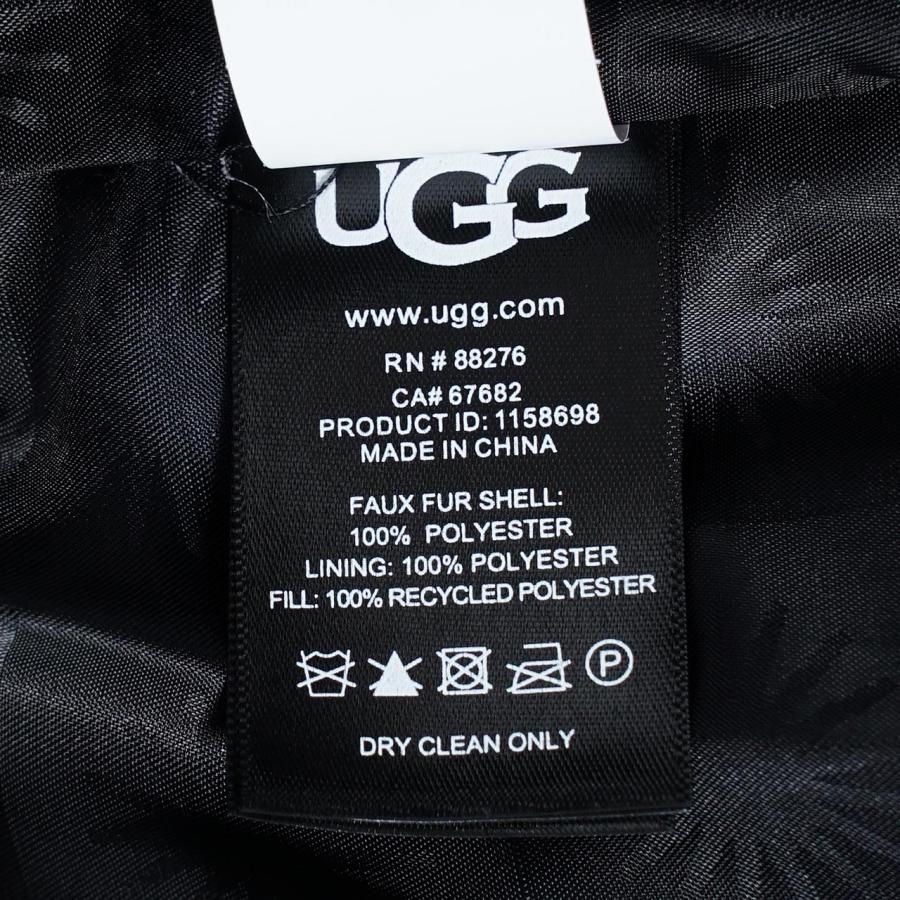 UGG
www.ugg.com
RN # 88276
CA# 67682
PRODUCT ID: 1158698
MADE IN CHINA
FAUX FUR SHELL:
100% POLYESTER
LINING: 100% POLYESTER
FILL: 100% RECYCLED POLYESTER
P
DRY CLEAN ONLY